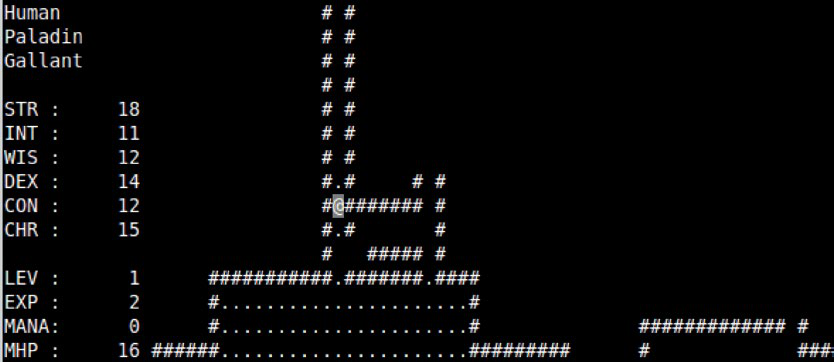 Human                       # #
Paladin                     # #
Gallant                     # #
                            # #
STR :     18                # #
INT :     11                # #
WIS :     12                # #
DEX :     14                #.#     # #
CON :     12                #@####### #
CHR :     15                #.#       #
                            #   ##### #
LEV :      1      ###########.#######.####
EXP :      2      #......................#
MANA:      0      #......................#              ############# #
MHP :     16 ######......................#########      #             ###